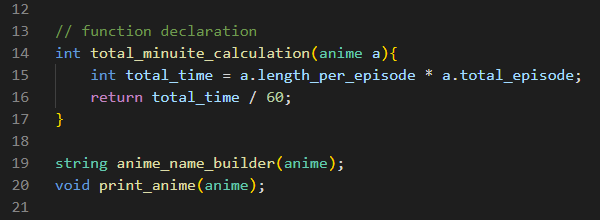 12
13 // function declaration
14 int total_minuite_calculation(anime a){
15     int total_time = a.length_per_episode * a.total_episode;
16     return total_time / 60;
17 }
18
19 string anime_name_builder(anime);
20 void print_anime(anime);
21